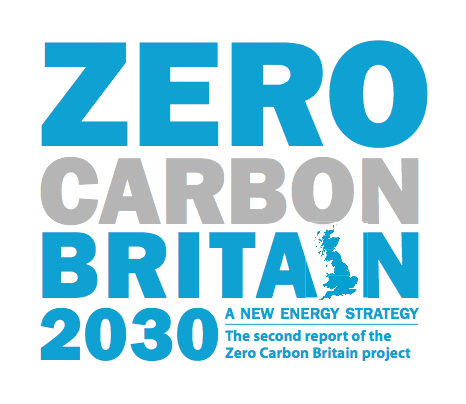 ZERO
CARBON
BRITAIN
2030
A NEW ENERGY STRATEGY
The second report of the
Zero Carbon Britain project